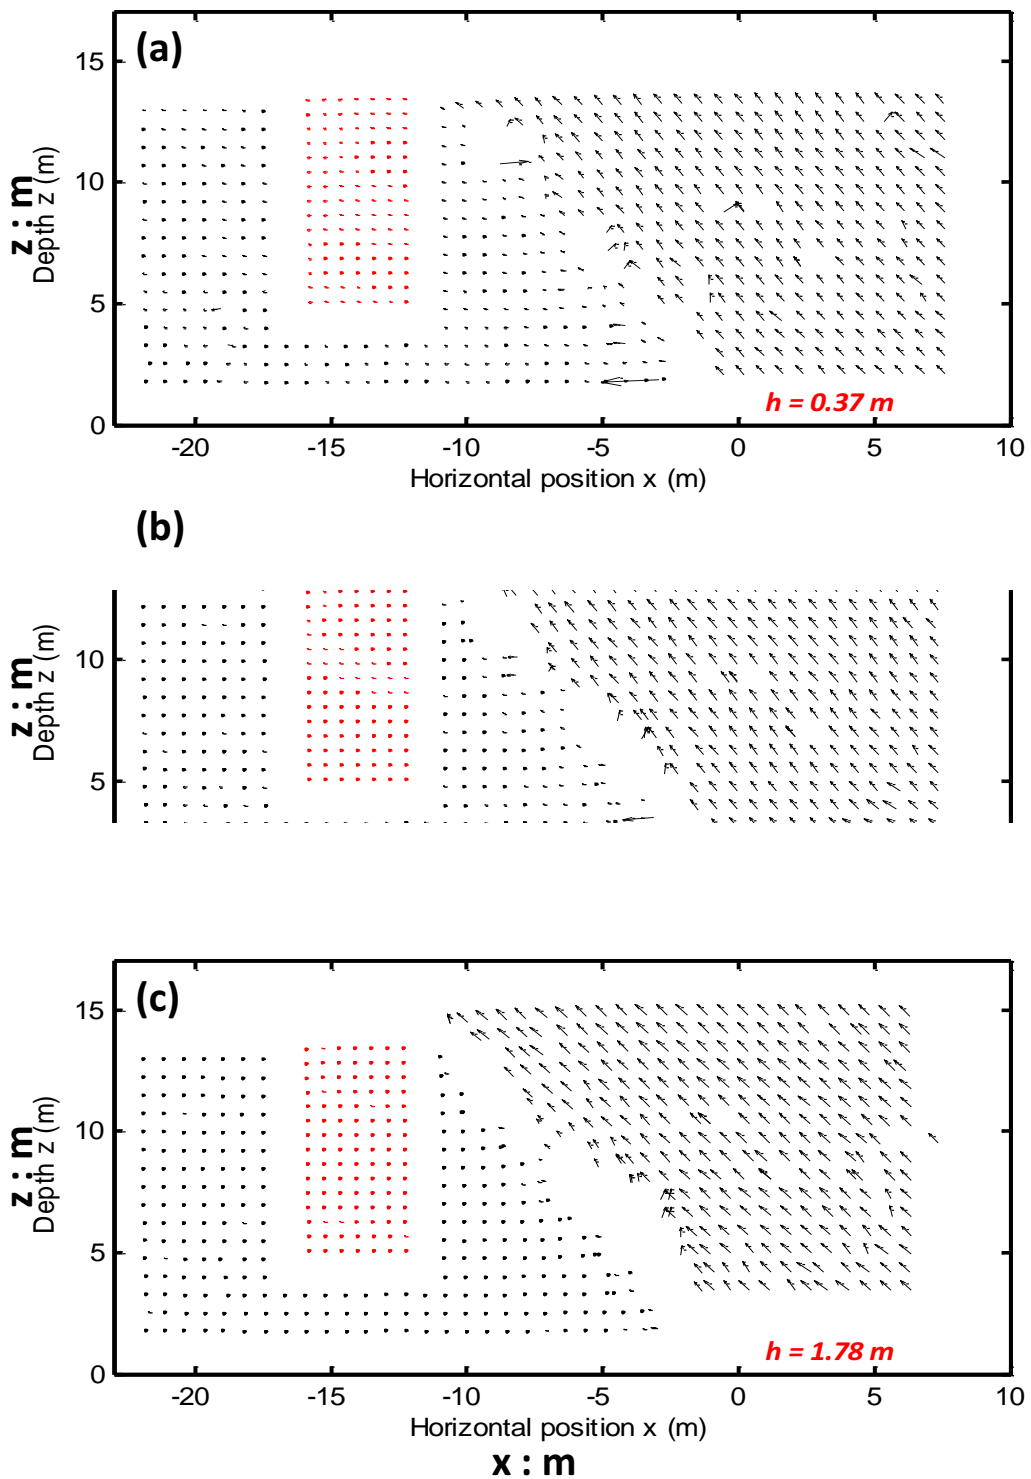 (a)
15
10
5
0
z : m
Depth z (m)
h = 0.37 m
-20 -15 -10 -5 0 5 10
Horizontal position x (m)
(b)
10
5
z : m
Depth z (m)
(c)
15
10
5
0
z : m
Depth z (m)
h = 1.78 m
-20 -15 -10 -5 0 5 10
Horizontal position x (m)
x : m